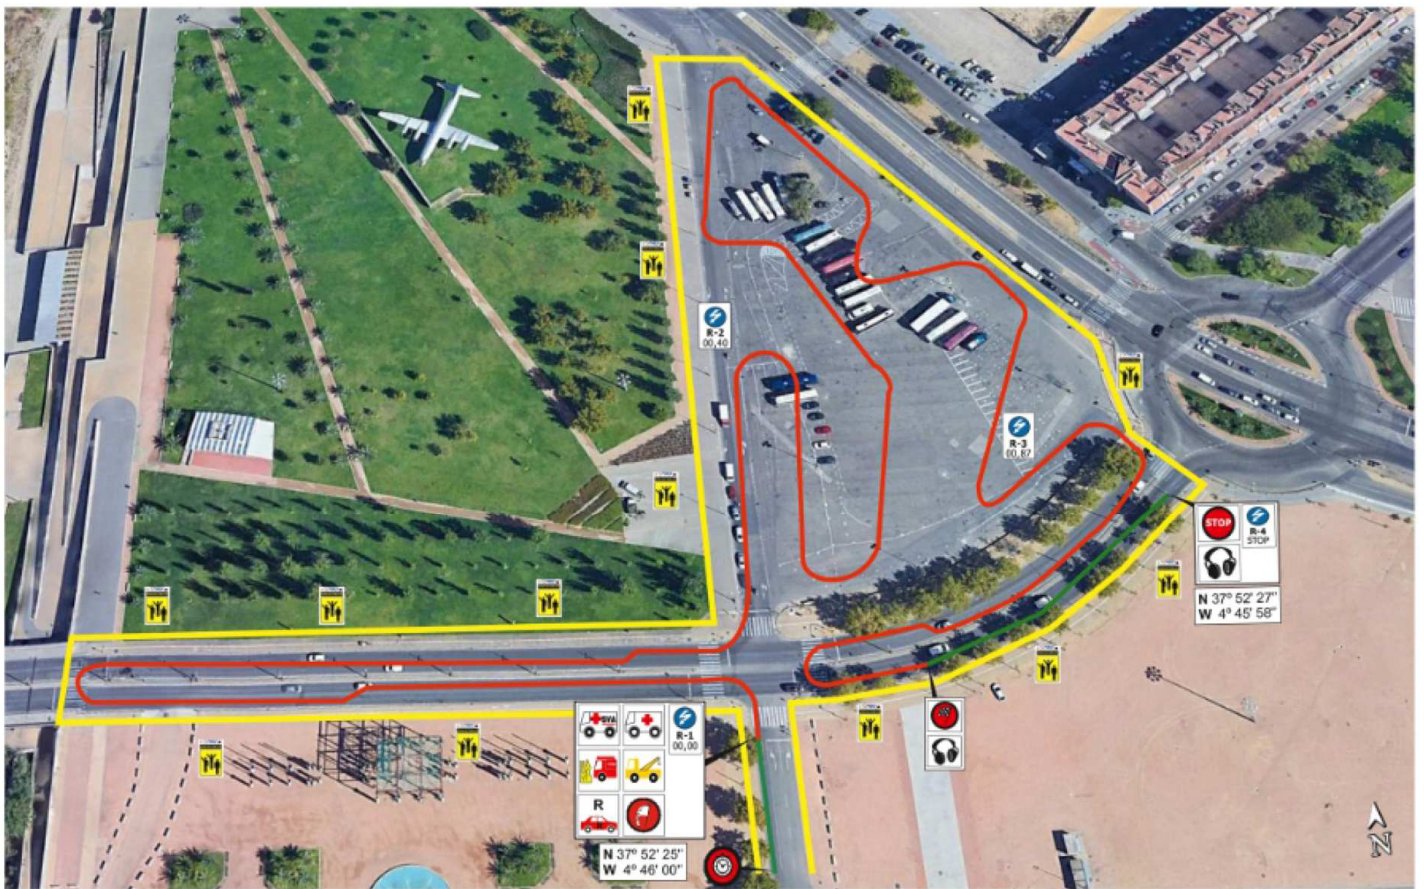 R-2
00,40
R-3
00,87
STOP
R-4
STOP
N 37º 52' 27"
W 4º 45' 58"
SVA
R-1
00,00
R
R
N 37º 52' 25"
W 4º 46' 00"
N